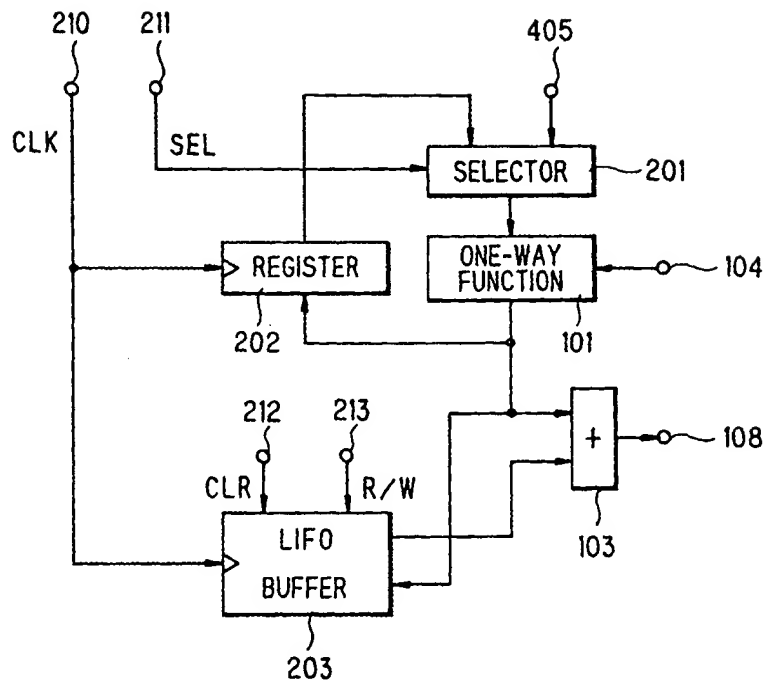 210
211
405
CLK
SEL
SELECTOR
201
REGISTER
202
ONE-WAY
FUNCTION
104
101
212
213
CLR
R/W
+
108
103
LIFO
BUFFER
203